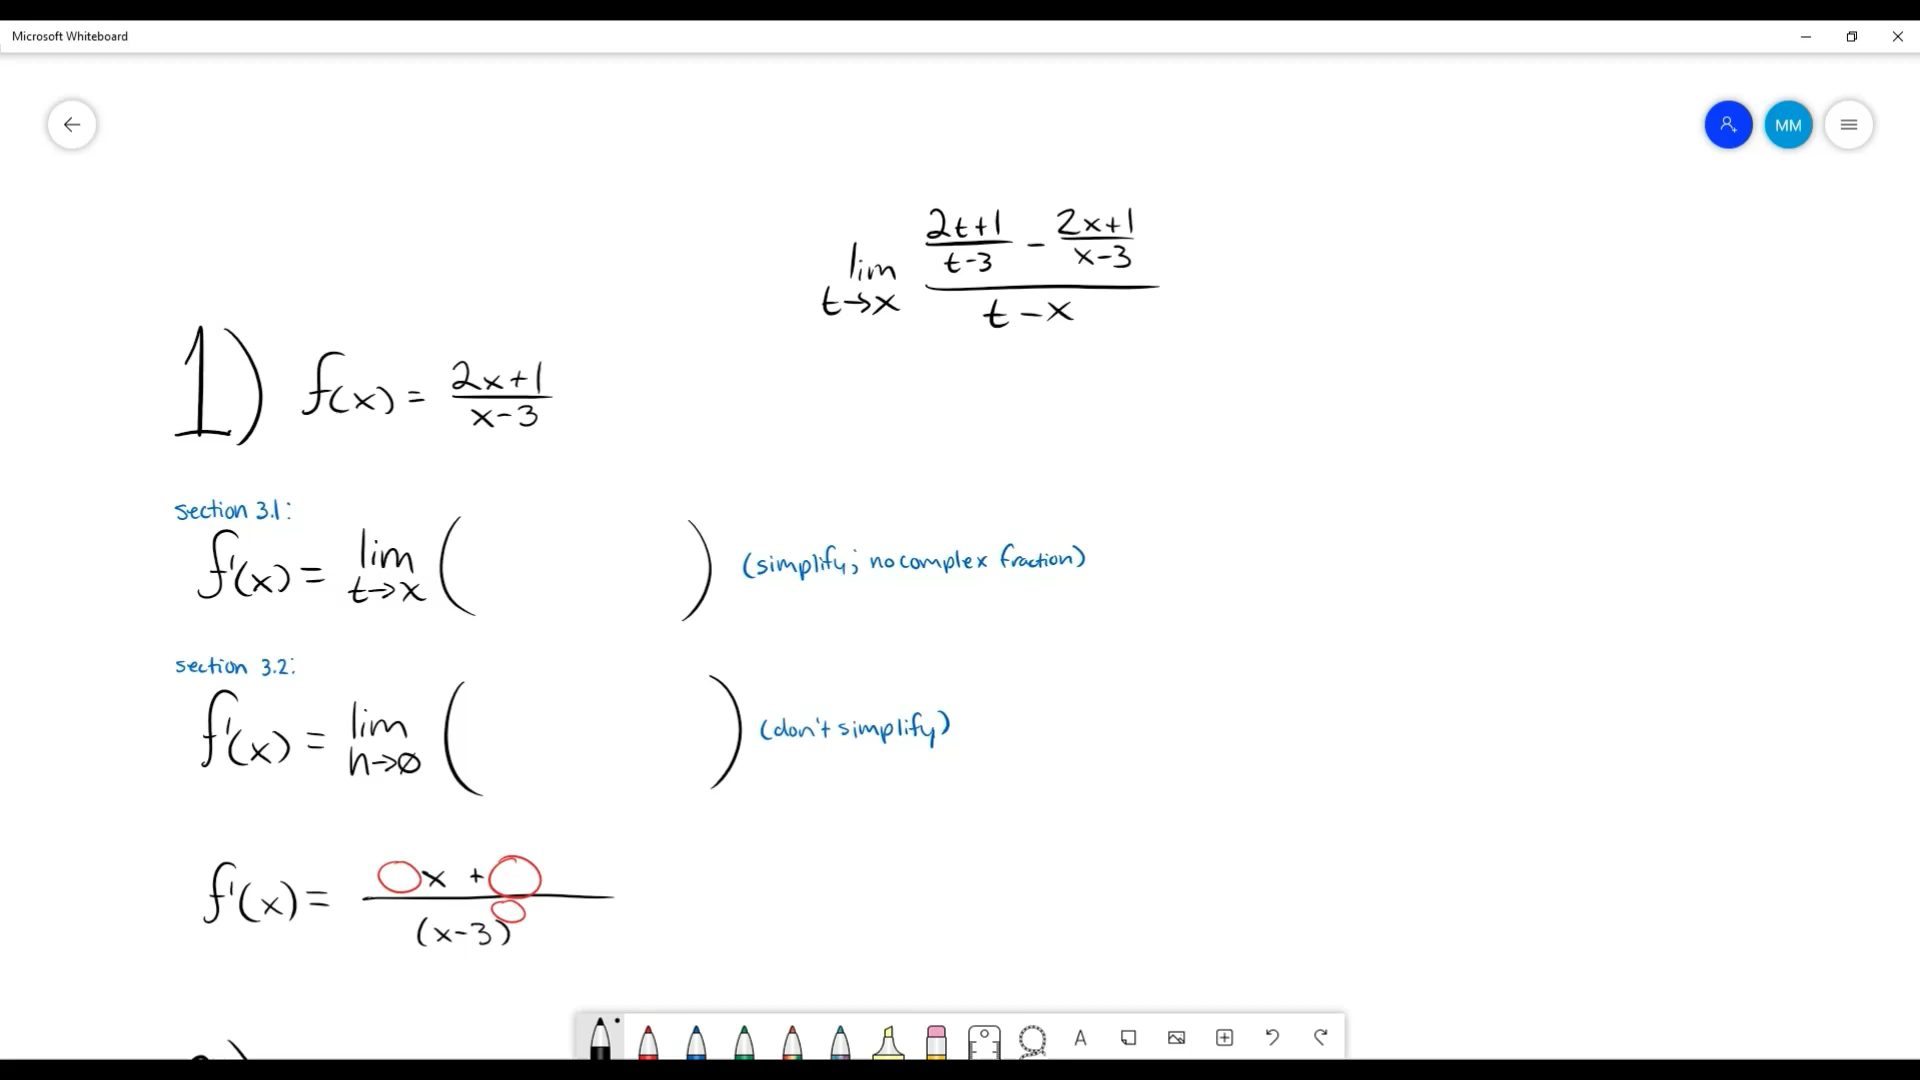 Microsoft Whiteboard
MM
lim t→x ((2t+1)/(t-3) - (2x+1)/(x-3))/(t-x)
1) f(x) = (2x+1)/(x-3)
section 3.1:
f'(x) = lim t→x ( ) (simplify; no complex fraction)
section 3.2:
f'(x) = lim h→0 ( ) (don't simplify)
f'(x) = (◯x + ◯)/(x-3)^◯
A